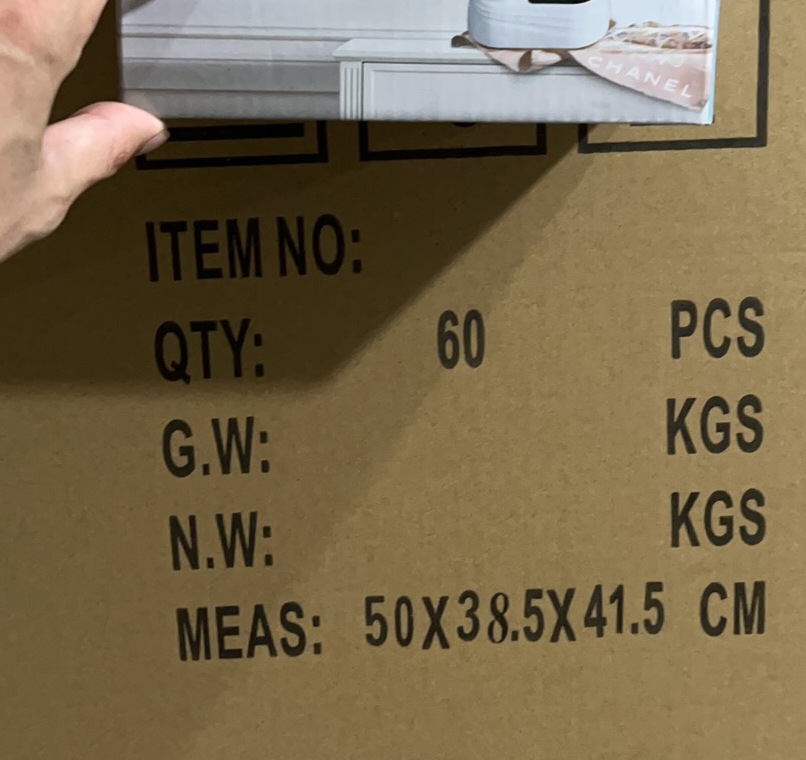 CHANEL
ITEM NO:
QTY: 60 PCS
G.W: KGS
N.W: KGS
MEAS: 50X38.5X41.5 CM